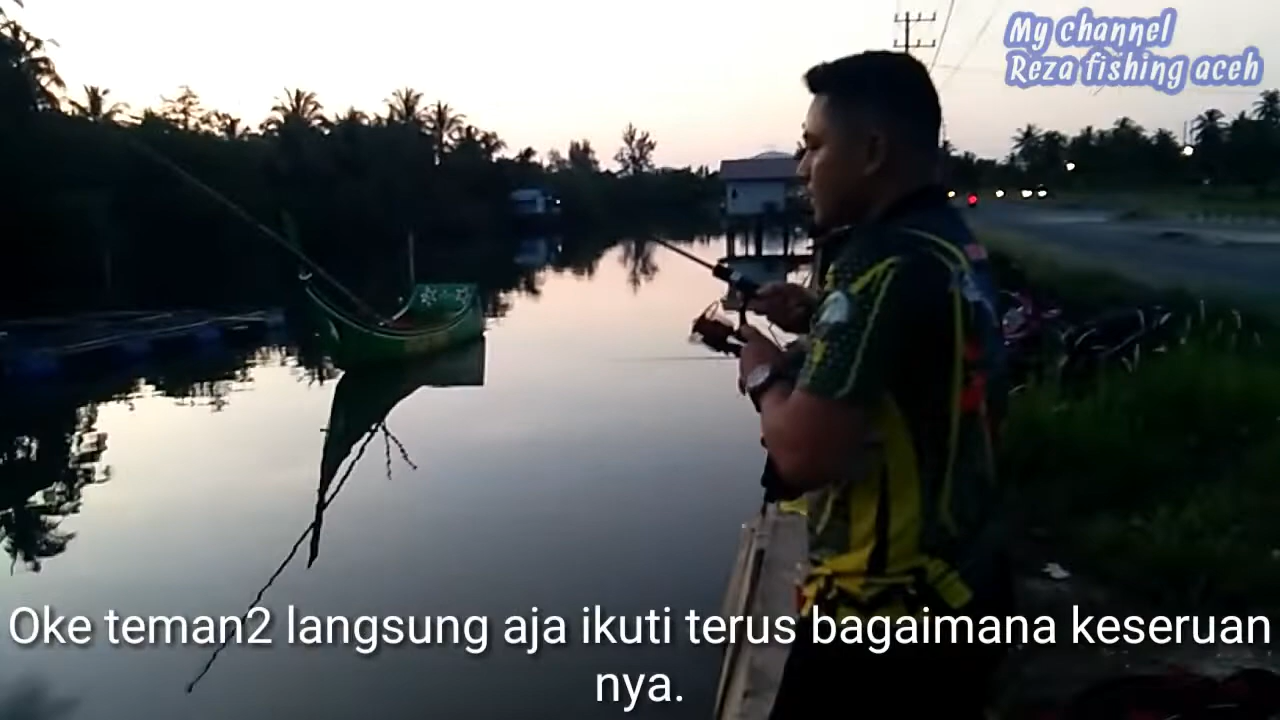 My channel
Reza fishing aceh
Oke teman2 langsung aja ikuti terus bagaimana keseruan
nya.